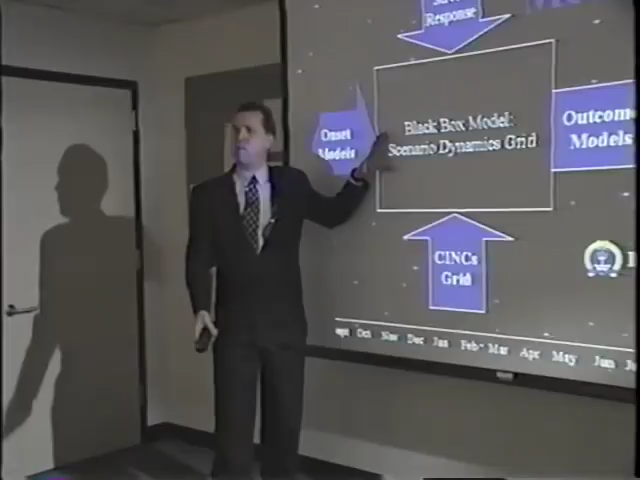 Response
Black Box Model:
Scenario Dynamics Grid
Onset
Models
Outcom
Models
CINCs
Grid
Oct Nov Dec Jan Feb Mar Apr May Jun